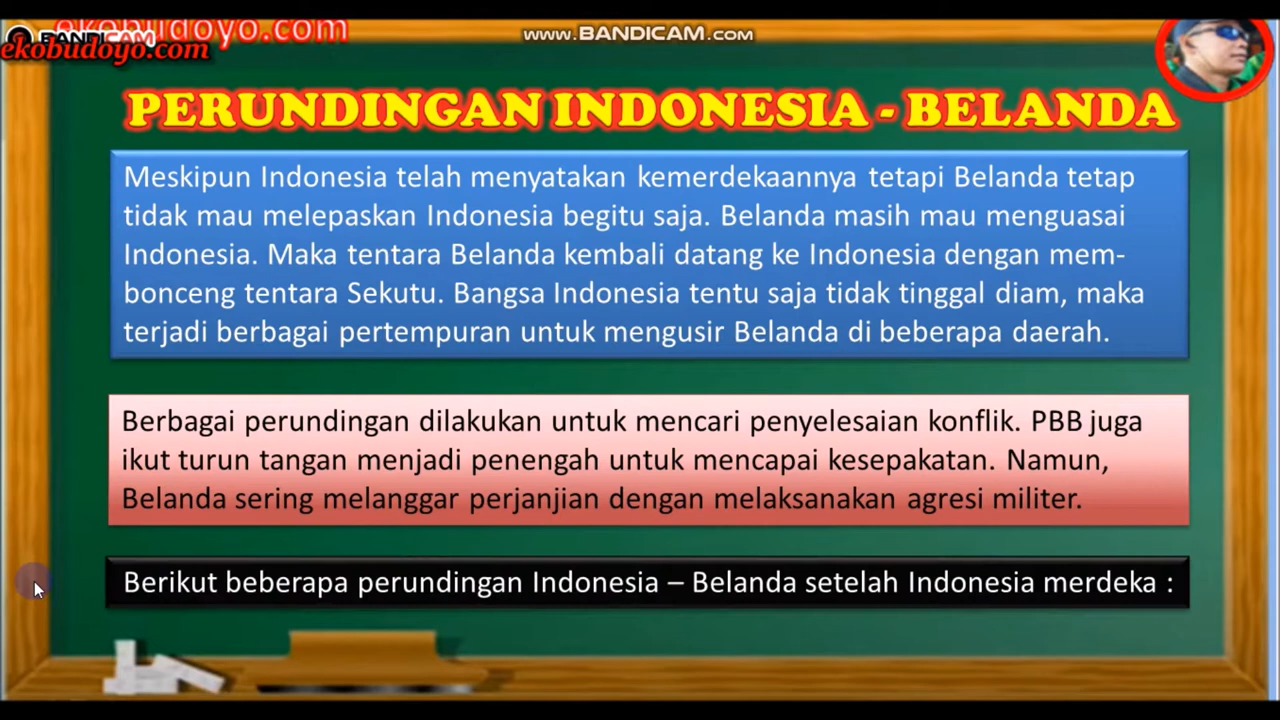 ekobudoyo.com
BANDICAM
ekobudoyo.com
www.BANDICAM.com
PERUNDINGAN INDONESIA - BELANDA
Meskipun Indonesia telah menyatakan kemerdekaannya tetapi Belanda tetap
tidak mau melepaskan Indonesia begitu saja. Belanda masih mau menguasai
Indonesia. Maka tentara Belanda kembali datang ke Indonesia dengan mem-
bonceng tentara Sekutu. Bangsa Indonesia tentu saja tidak tinggal diam, maka
terjadi berbagai pertempuran untuk mengusir Belanda di beberapa daerah.
Berbagai perundingan dilakukan untuk mencari penyelesaian konflik. PBB juga
ikut turun tangan menjadi penengah untuk mencapai kesepakatan. Namun,
Belanda sering melanggar perjanjian dengan melaksanakan agresi militer.
Berikut beberapa perundingan Indonesia – Belanda setelah Indonesia merdeka :